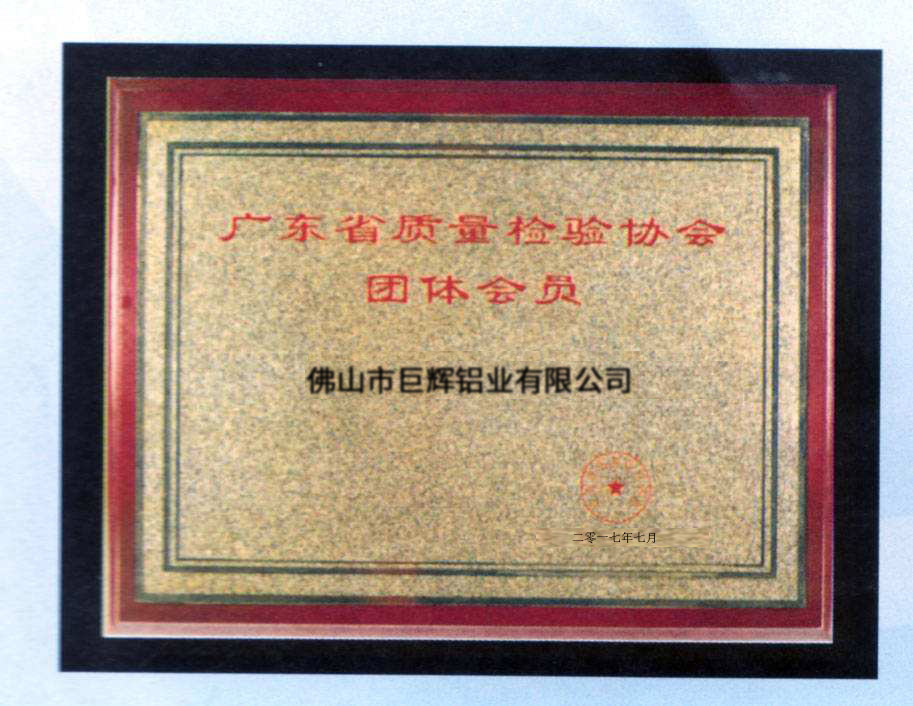 广东省质量检验协会
团体会员
佛山市巨辉铝业有限公司
二零一七年七月